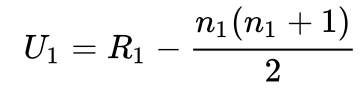 U₁ = R₁ − n₁(n₁ + 1) / 2